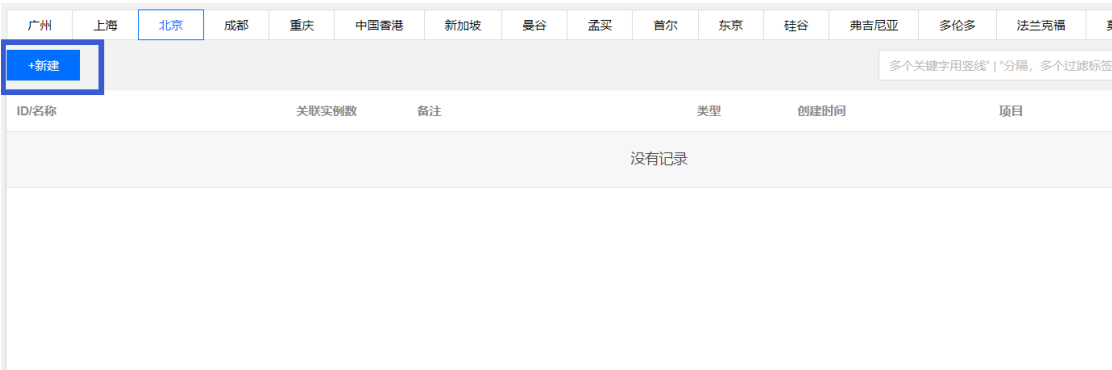 广州 上海 北京 成都 重庆 中国香港 新加坡 曼谷 孟买 首尔 东京 硅谷 弗吉尼亚 多伦多 法兰克福
+新建 多个关键字用竖线" | "分隔，多个过滤标签
ID/名称 关联实例数 备注 类型 创建时间 项目
没有记录